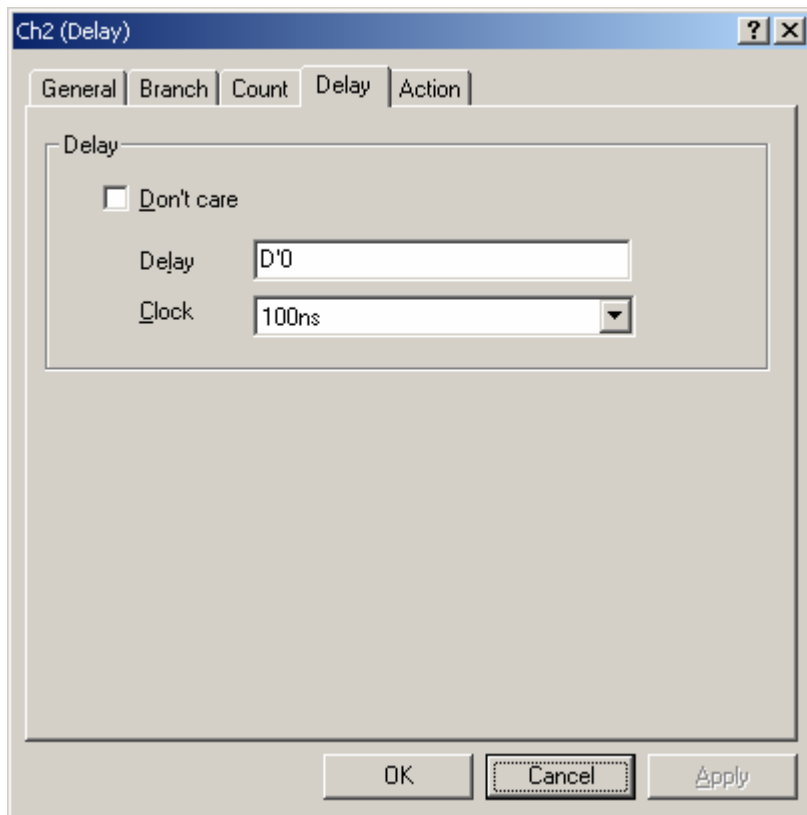 Ch2 (Delay)
General Branch Count Delay Action
Delay
Don't care
Delay D'0
Clock 100ns
OK Cancel Apply